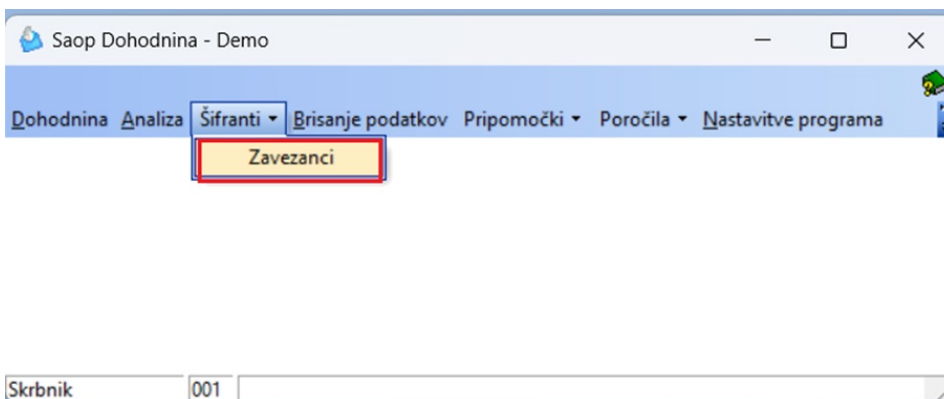 Saop Dohodnina - Demo
Dohodnina Analiza Šifranti Brisanje podatkov Pripomočki Poročila Nastavitve programa
Zavezanci
Skrbnik 001